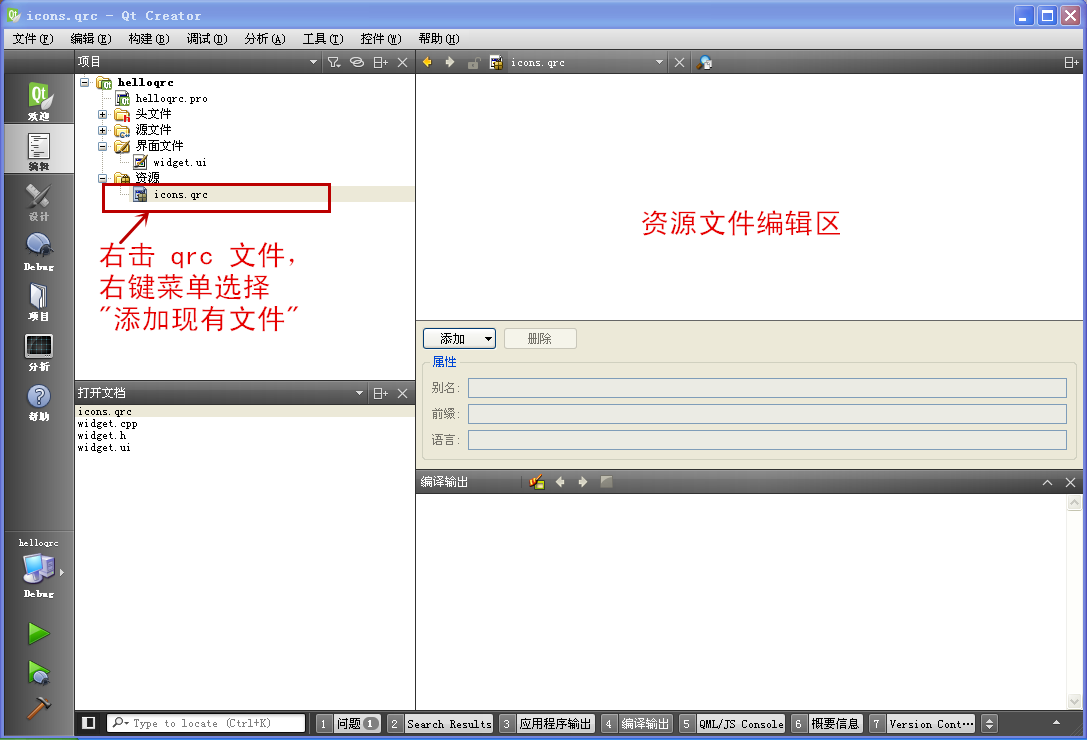 icons.qrc - Qt Creator
文件(F) 编辑(E) 构建(B) 调试(D) 分析(A) 工具(T) 控件(W) 帮助(H)
项目
icons.qrc
Qt
欢迎
编辑
设计
Debug
项目
分析
帮助
helloqrc
helloqrc.pro
头文件
源文件
界面文件
widget.ui
资源
icons.qrc
右击 qrc 文件，
右键菜单选择
"添加现有文件"
资源文件编辑区
添加 删除
属性
别名:
前缀:
语言:
打开文档
icons.qrc
widget.cpp
widget.h
widget.ui
编译输出
helloqrc
Debug
Type to locate (Ctrl+K)
1 问题 1 2 Search Results 3 应用程序输出 4 编译输出 5 QML/JS Console 6 概要信息 7 Version Cont...